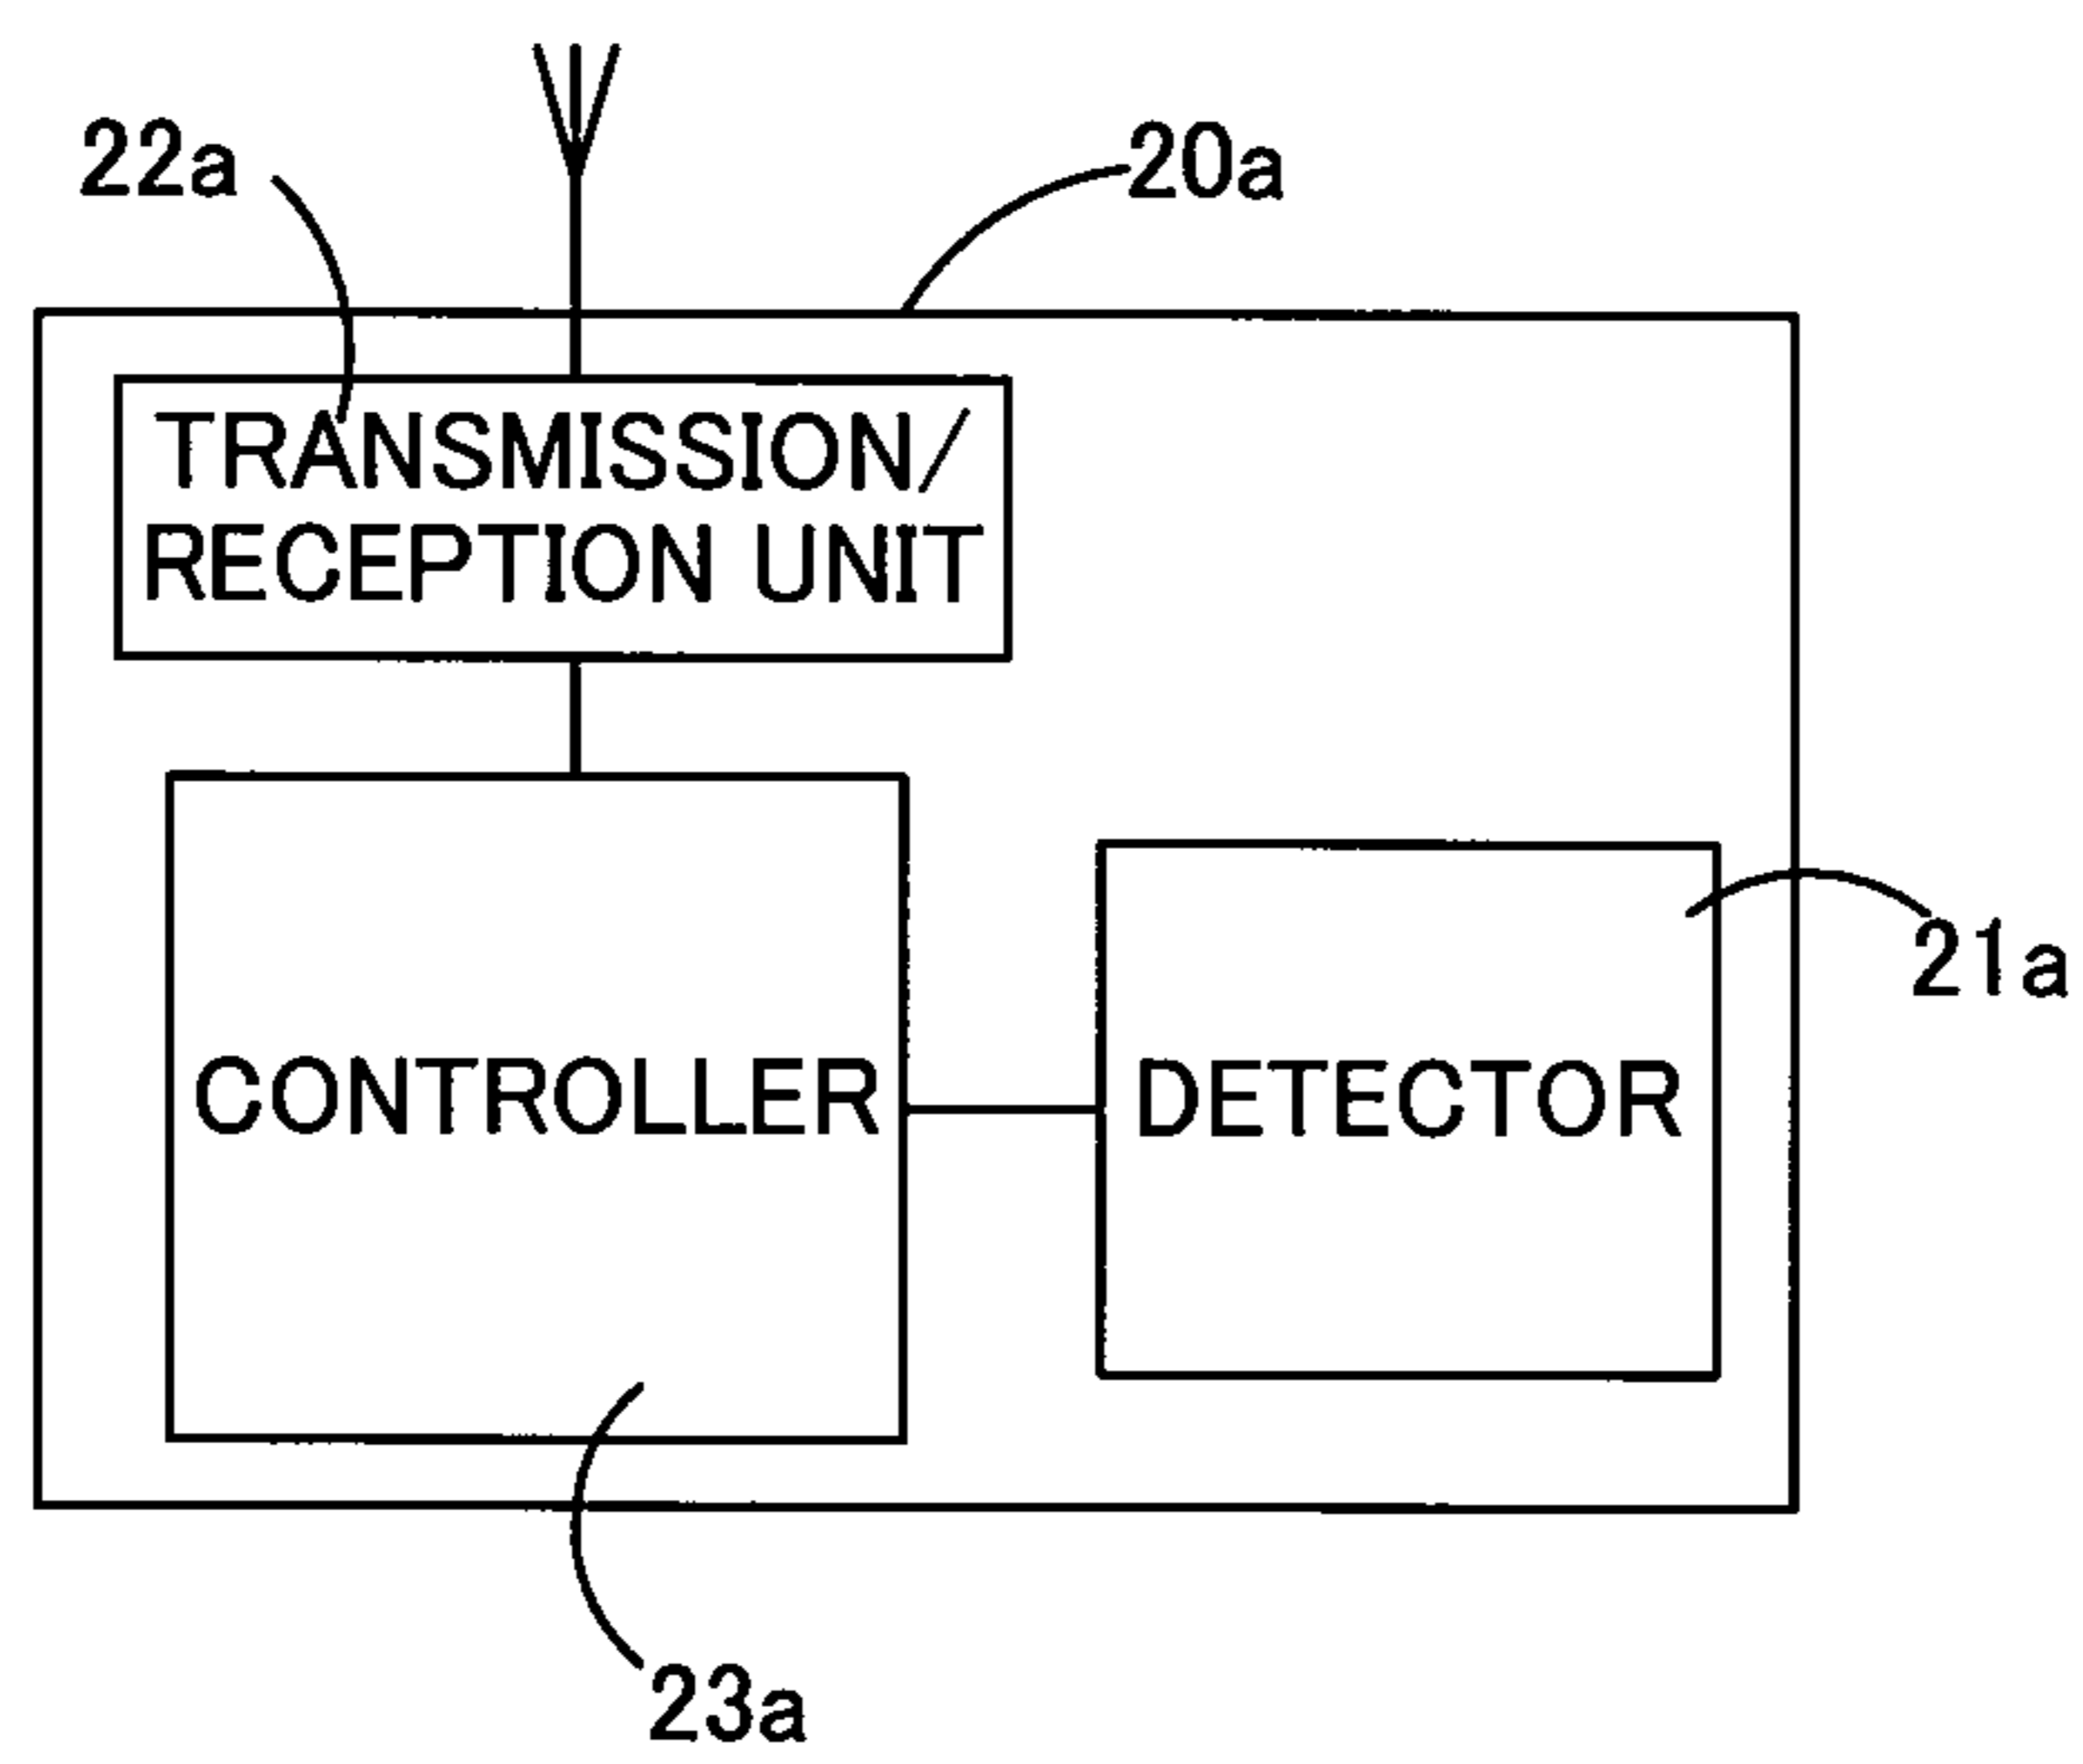 22a
20a
TRANSMISSION/
RECEPTION UNIT
21a
CONTROLLER
DETECTOR
23a